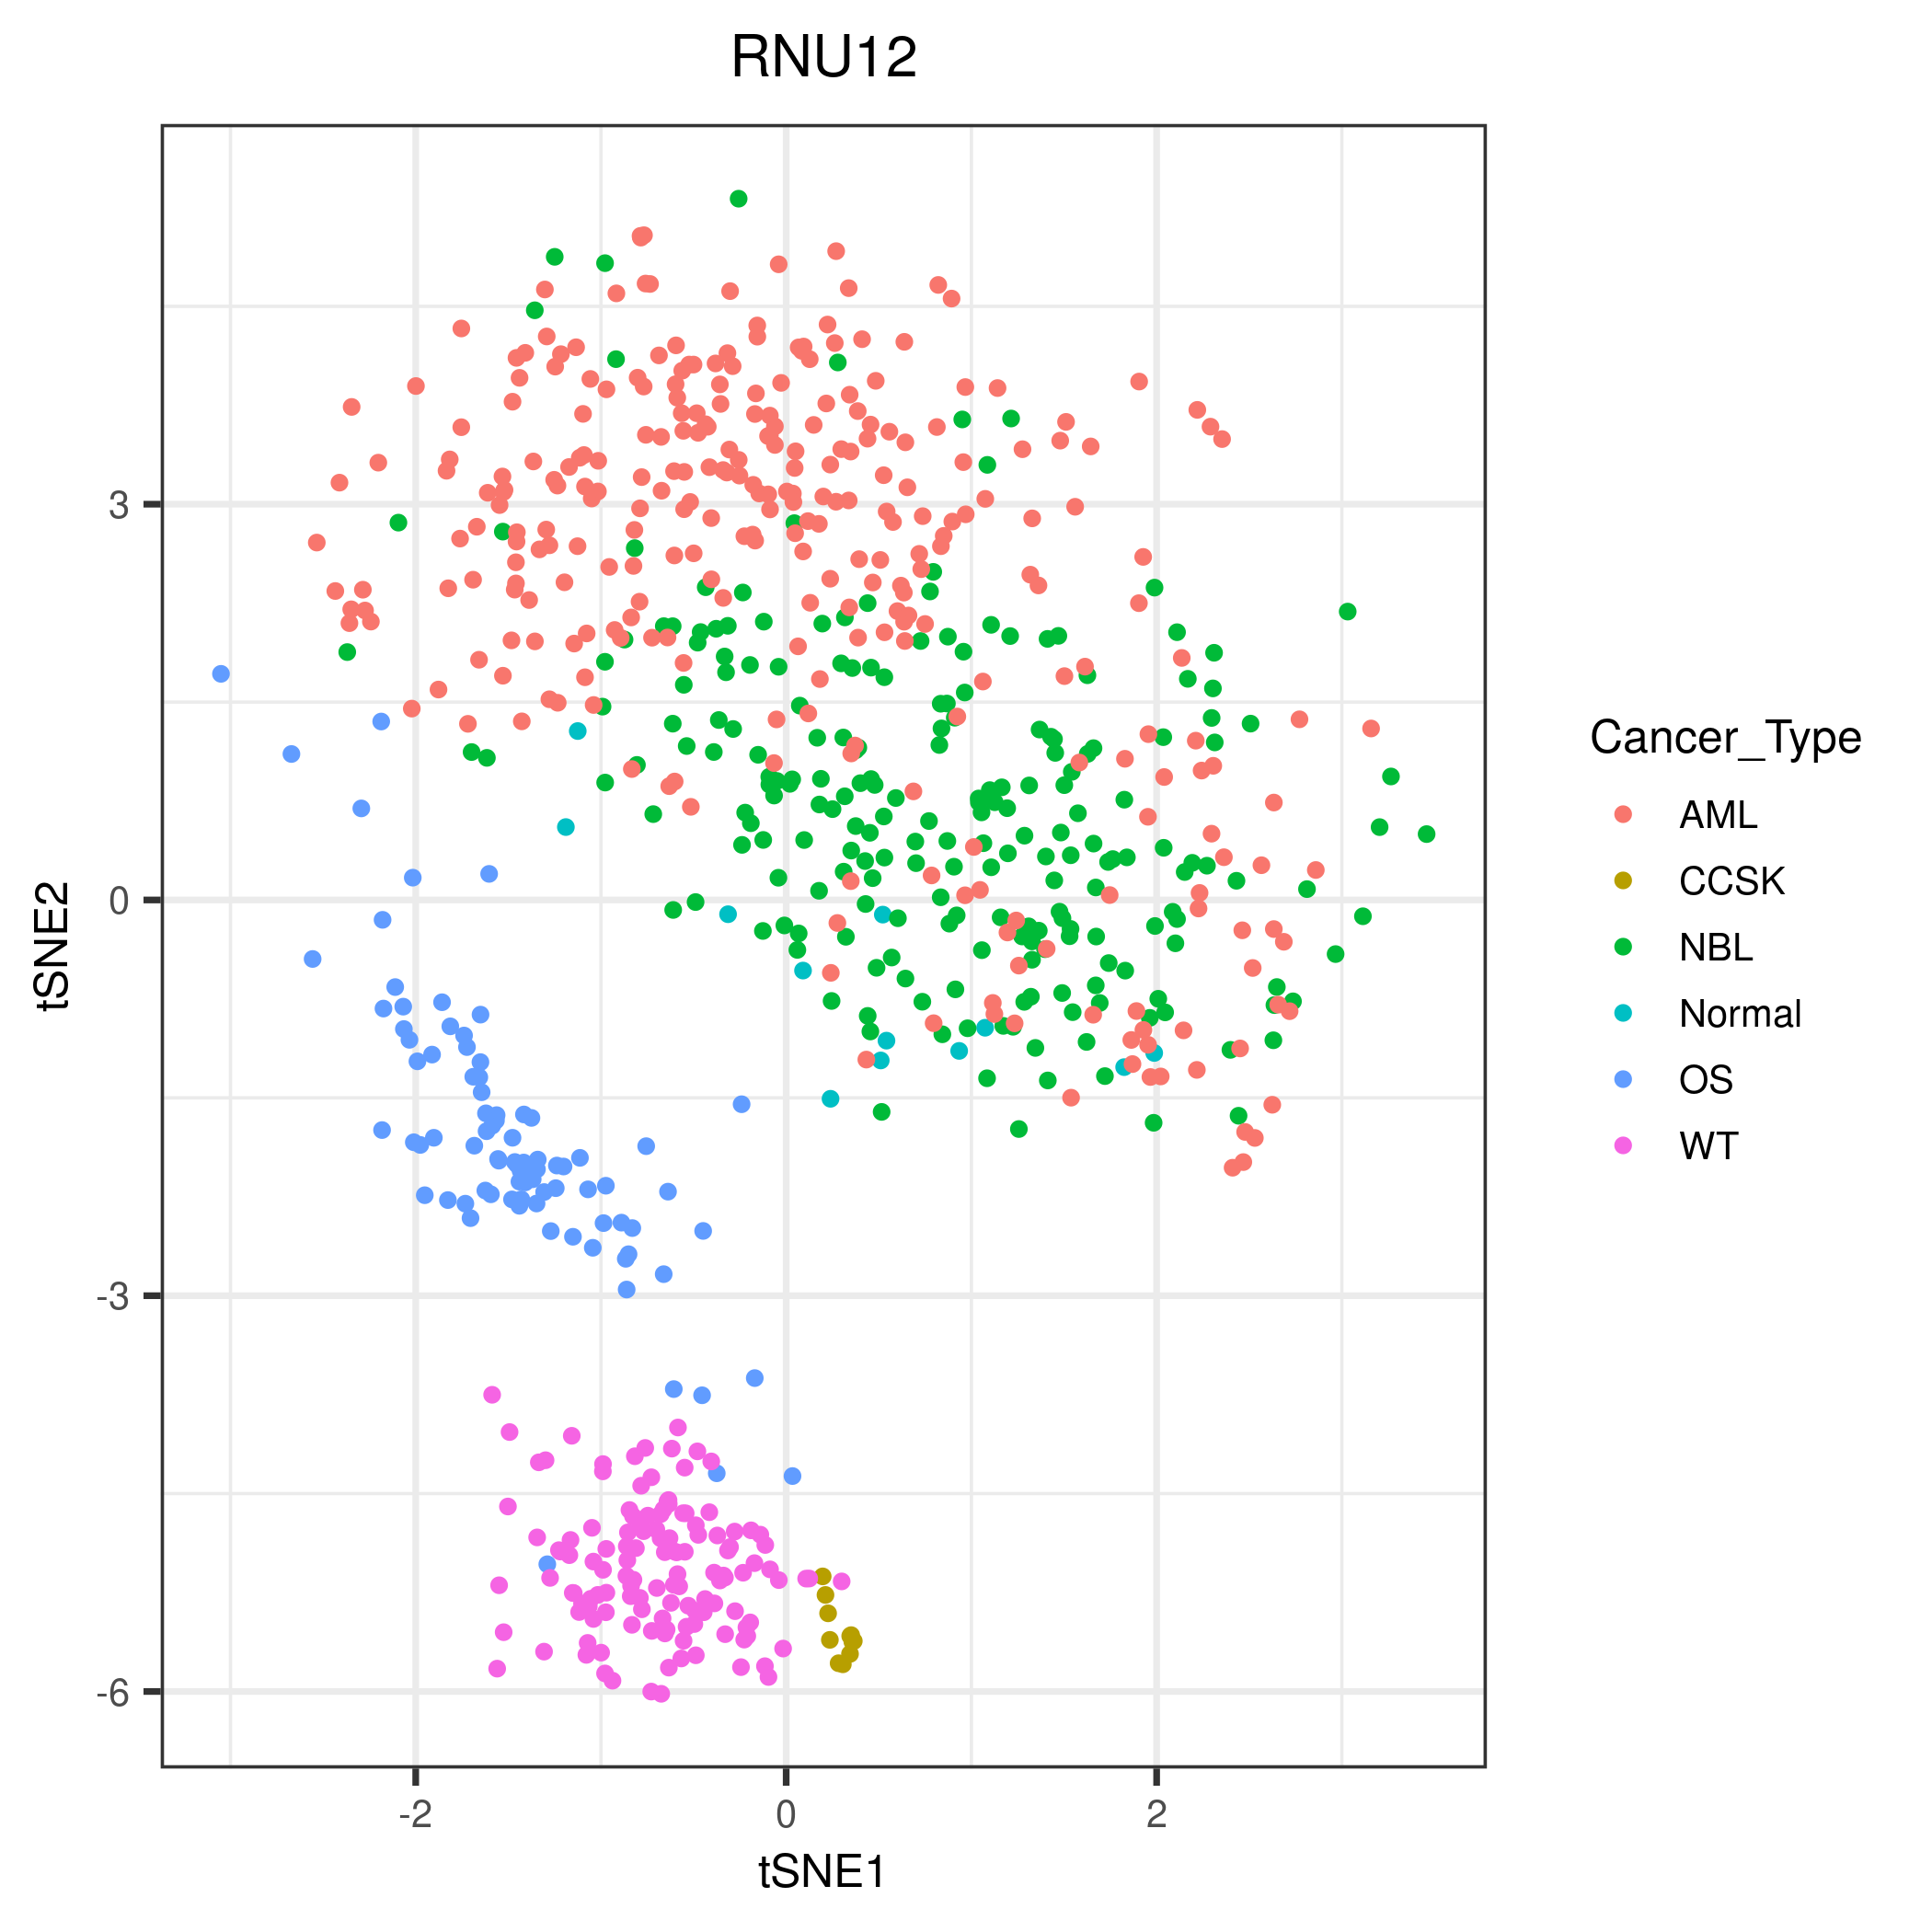 RNU12
3
0
-3
-6
tSNE2
-2
0
2
tSNE1
Cancer_Type
AML
CCSK
NBL
Normal
OS
WT